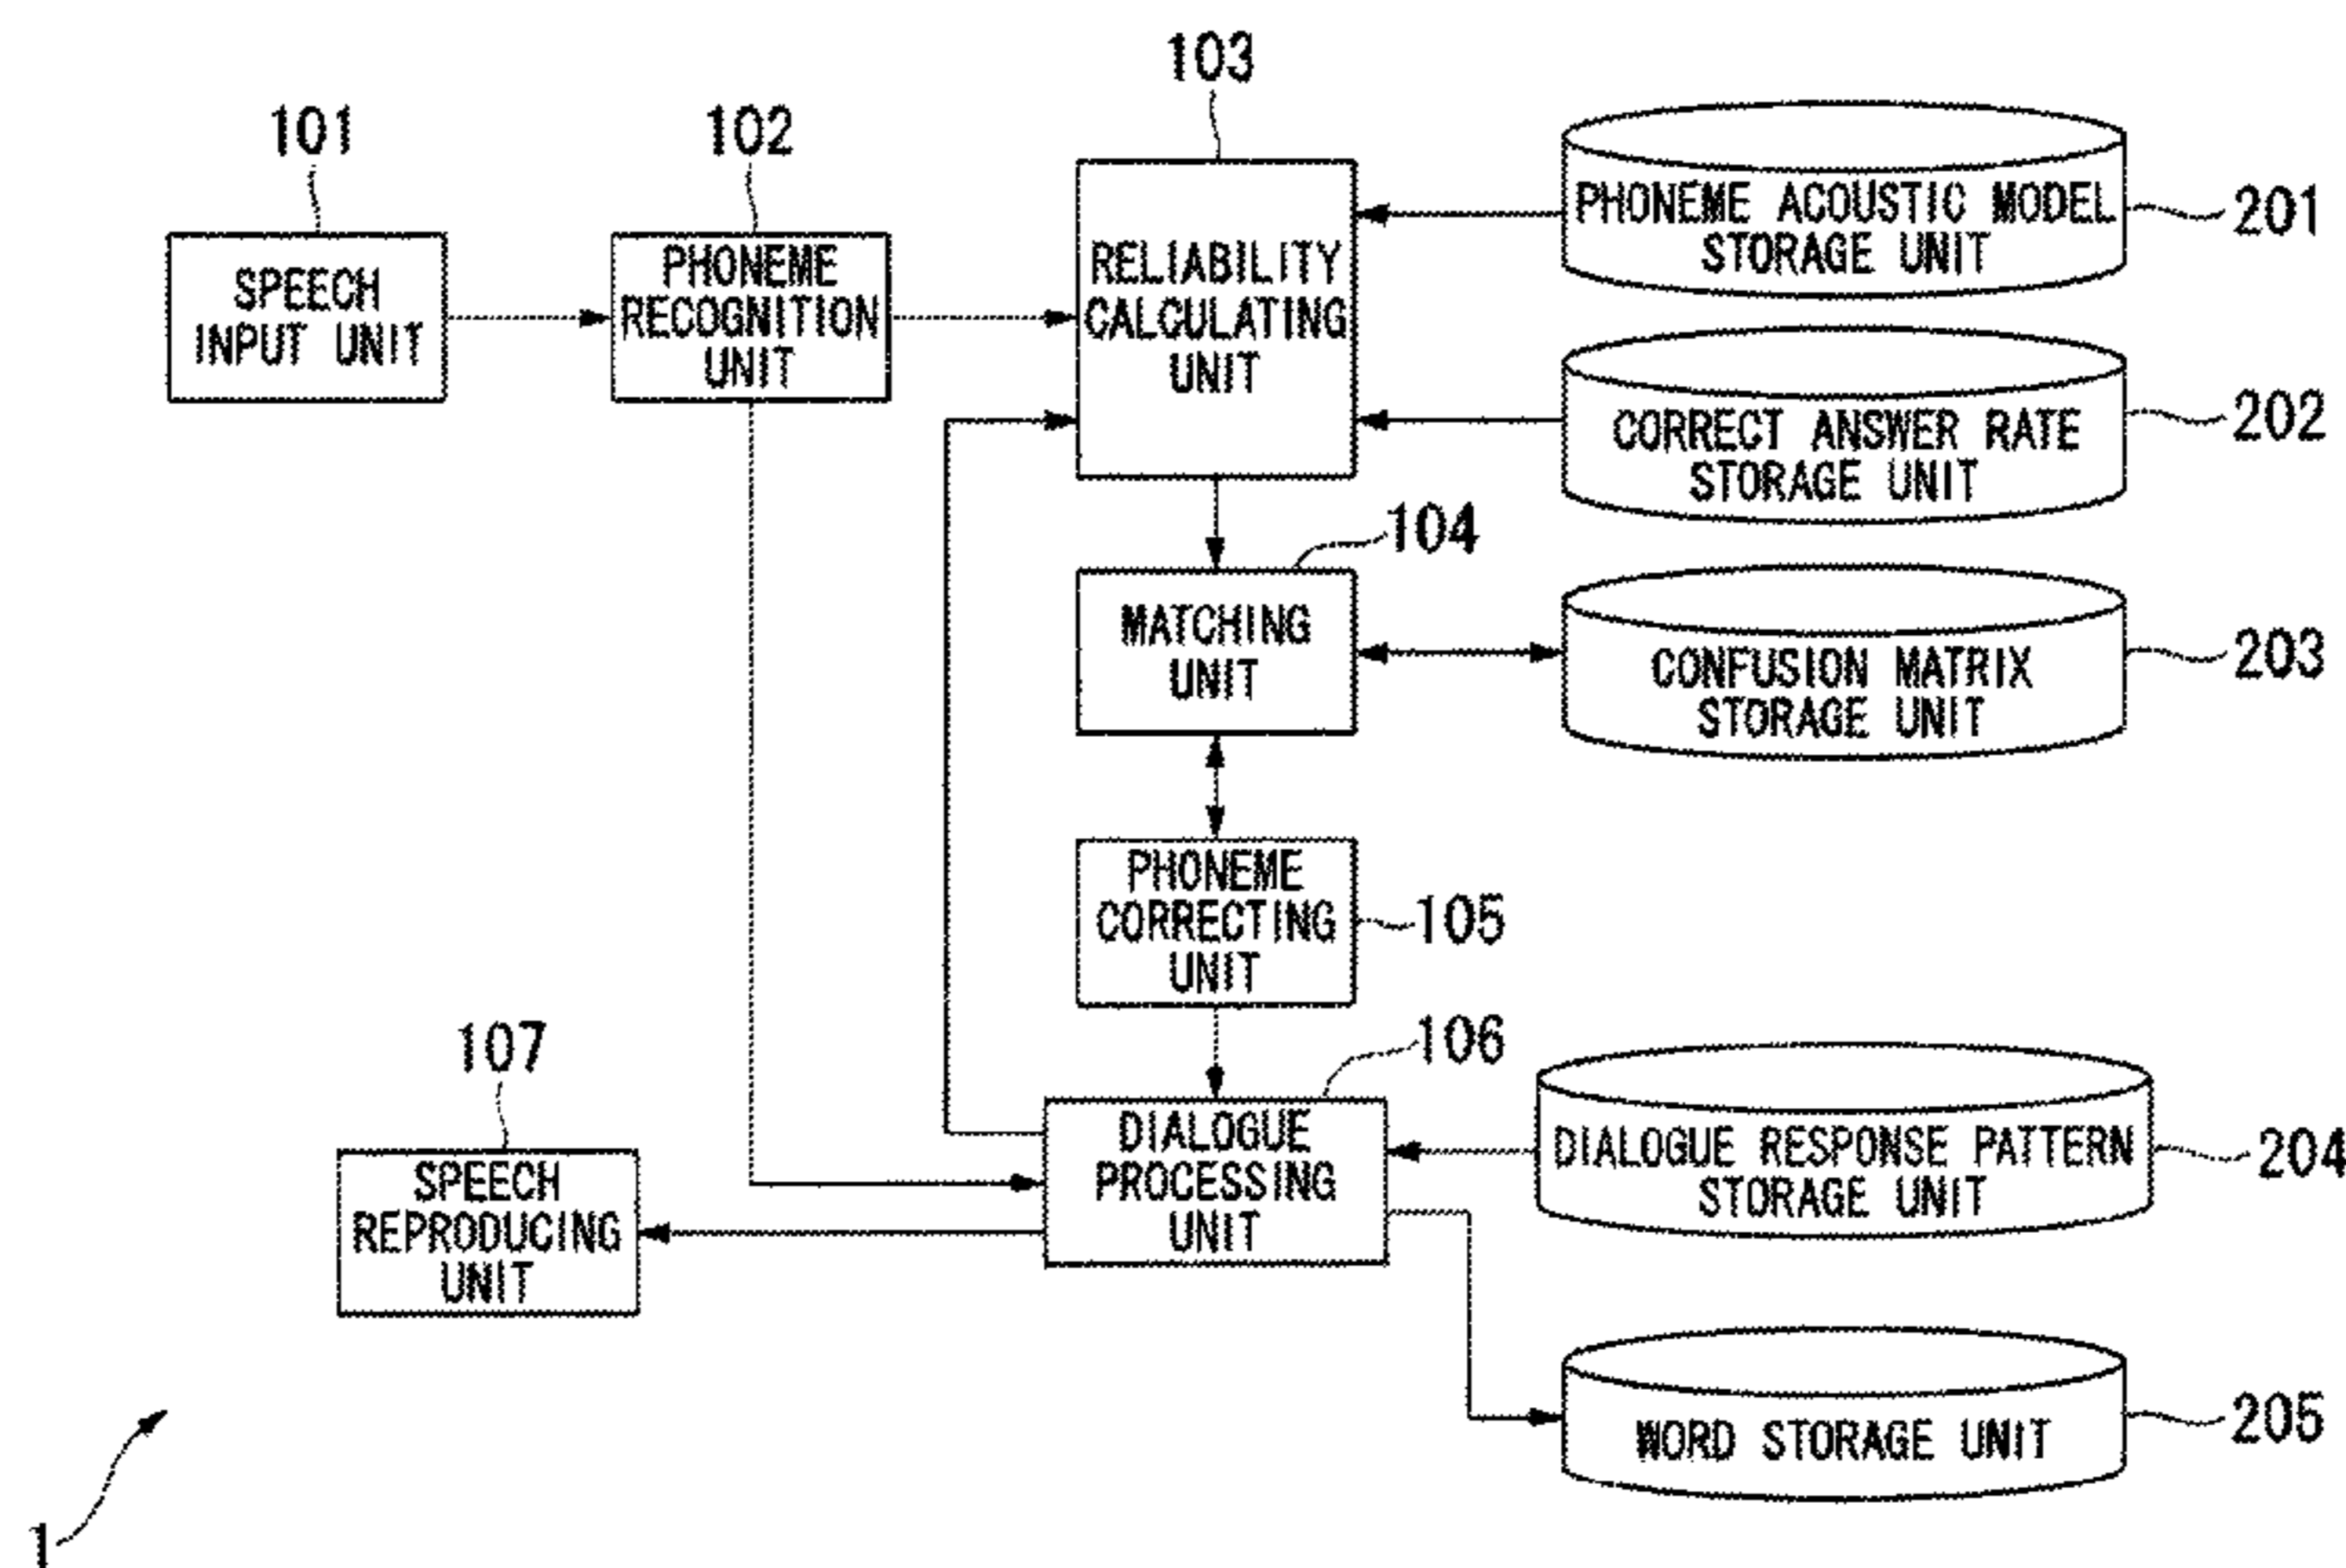 103
101
102
SPEECH
INPUT UNIT
PHONEME
RECOGNITION
UNIT
RELIABILITY
CALCULATING
UNIT
PHONEME ACOUSTIC MODEL
STORAGE UNIT
201
CORRECT ANSWER RATE
STORAGE UNIT
202
104
MATCHING
UNIT
CONFUSION MATRIX
STORAGE UNIT
203
PHONEME
CORRECTING
UNIT
105
107
106
SPEECH
REPRODUCING
UNIT
DIALOGUE
PROCESSING
UNIT
DIALOGUE RESPONSE PATTERN
STORAGE UNIT
204
WORD STORAGE UNIT
205
1